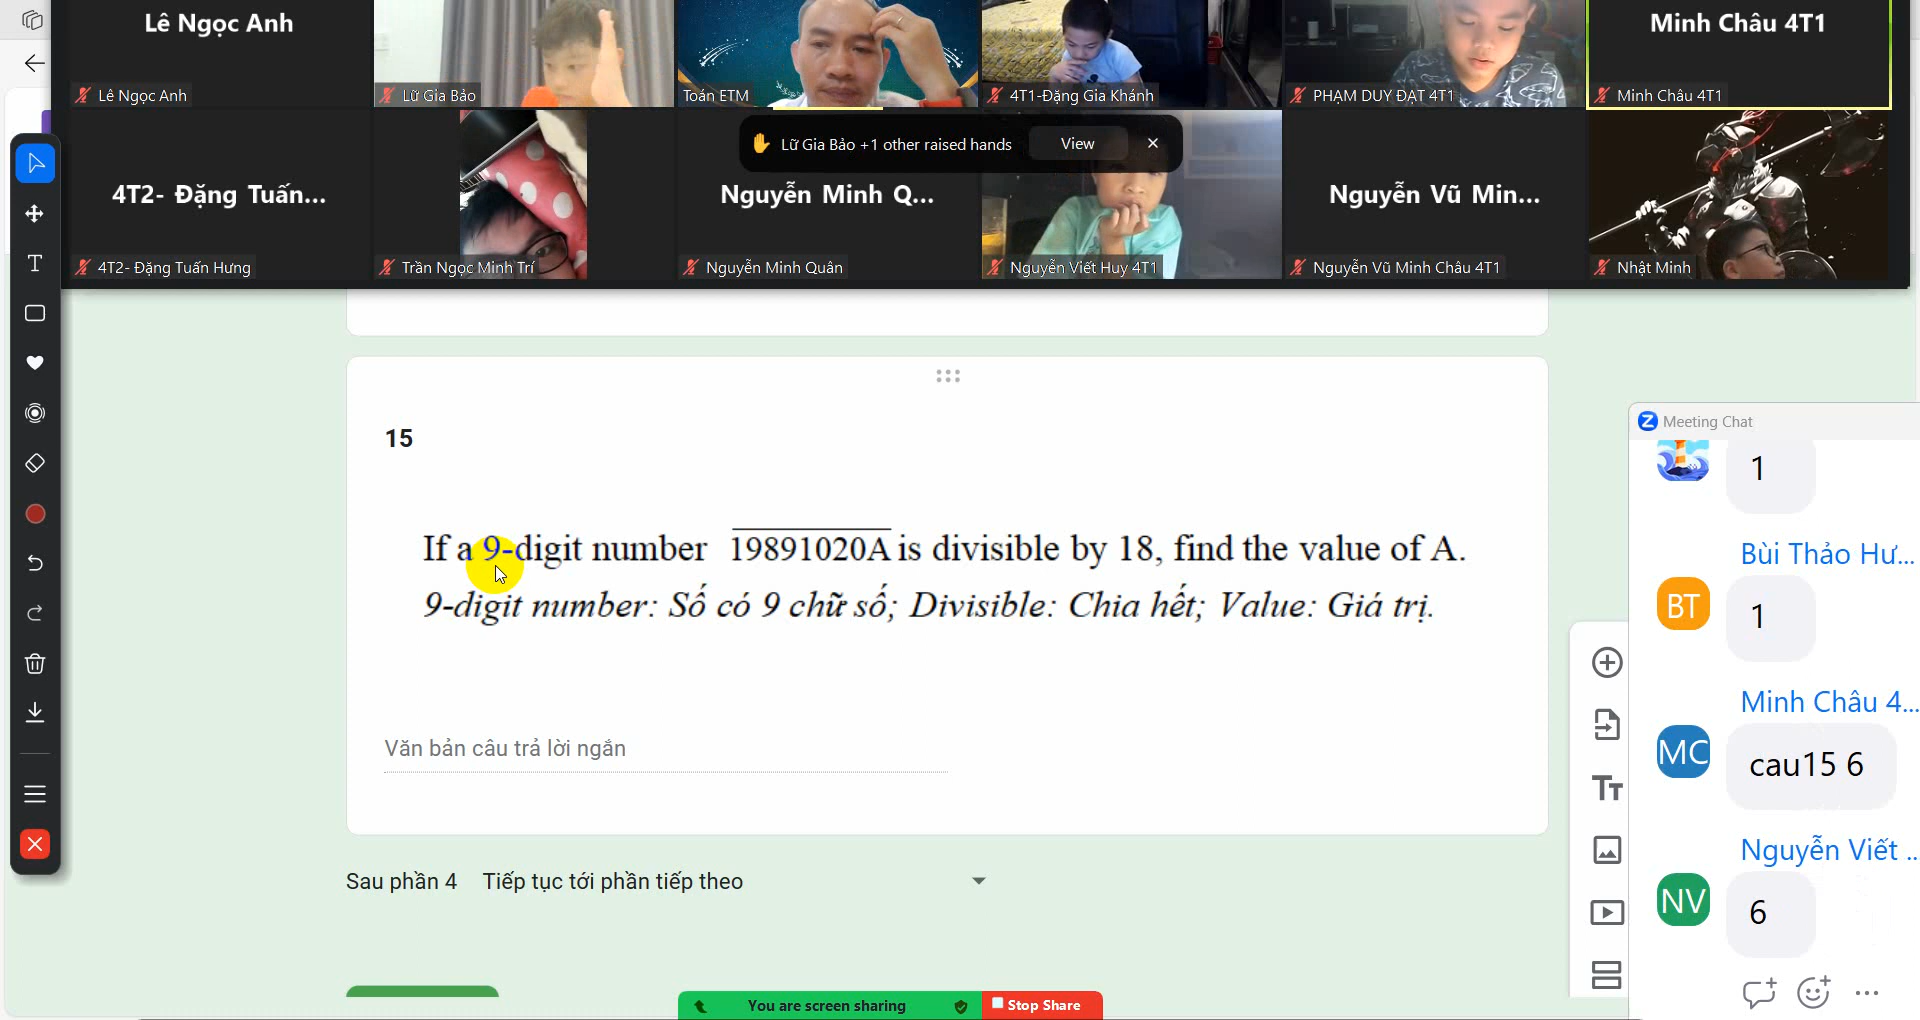 Lê Ngọc Anh
Minh Châu 4T1
Lê Ngọc Anh
Lữ Gia Bảo
Toán ETM
4T1-Đặng Gia Khánh
PHẠM DUY ĐẠT 4T1
Minh Châu 4T1
Lữ Gia Bảo +1 other raised hands
View
4T2- Đặng Tuấn...
Nguyễn Minh Q...
Nguyễn Vũ Min...
4T2- Đặng Tuấn Hưng
Trần Ngọc Minh Trí
Nguyễn Minh Quân
Nguyễn Viết Huy 4T1
Nguyễn Vũ Minh Châu 4T1
Nhật Minh
15
If a 9-digit number 19891020A is divisible by 18, find the value of A.
9-digit number: Số có 9 chữ số; Divisible: Chia hết; Value: Giá trị.
Văn bản câu trả lời ngắn
Sau phần 4 Tiếp tục tới phần tiếp theo
Meeting Chat
1
Bùi Thảo Hư...
BT
1
Minh Châu 4...
MC
cau15 6
Nguyễn Viết ...
NV
6
You are screen sharing
Stop Share